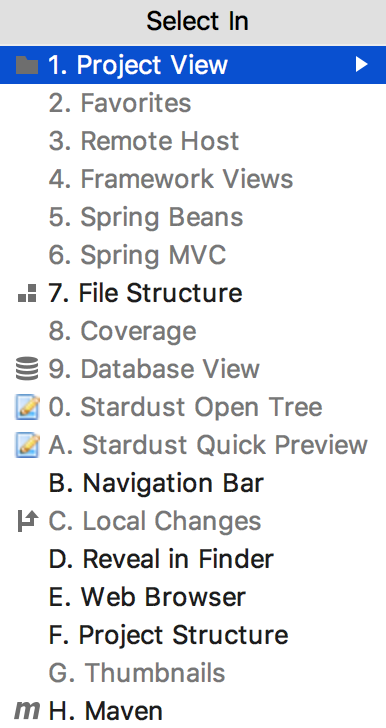 Select In
1. Project View
2. Favorites
3. Remote Host
4. Framework Views
5. Spring Beans
6. Spring MVC
7. File Structure
8. Coverage
9. Database View
0. Stardust Open Tree
A. Stardust Quick Preview
B. Navigation Bar
C. Local Changes
D. Reveal in Finder
E. Web Browser
F. Project Structure
G. Thumbnails
H. Maven